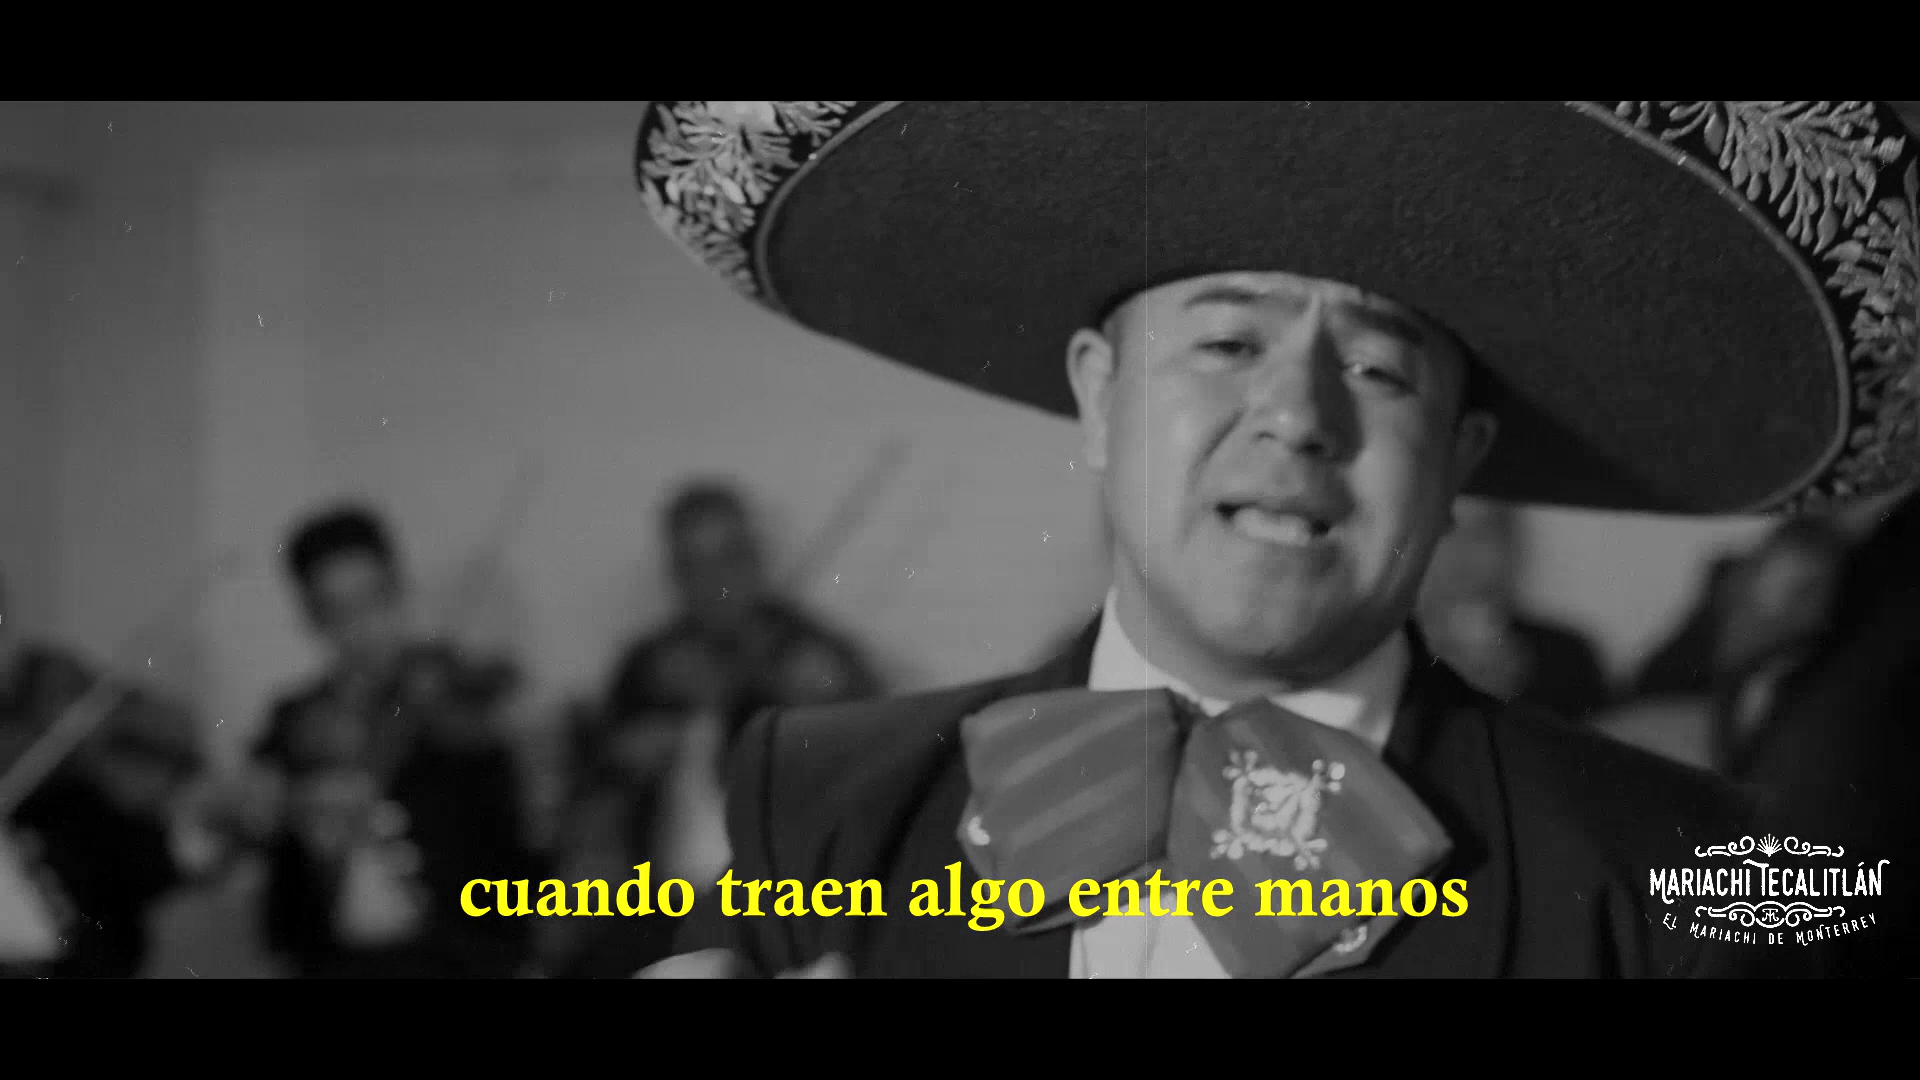 cuando traen algo entre manos
MARIACHI TECALITLÁN
EL MARIACHI DE MONTERREY